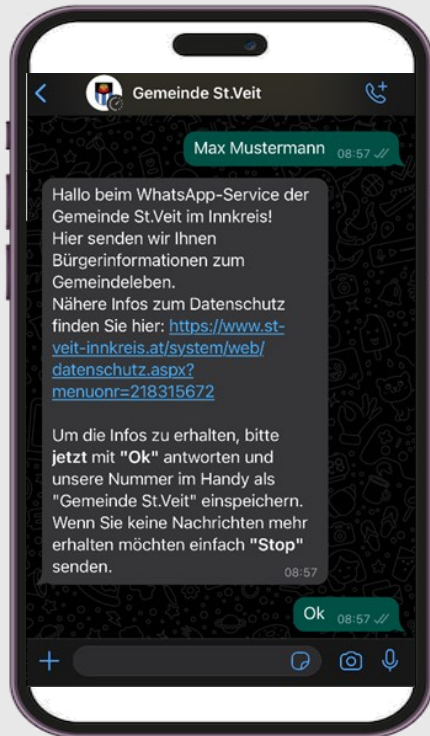 Gemeinde St.Veit
Max Mustermann 08:57
Hallo beim WhatsApp-Service der
Gemeinde St.Veit im Innkreis!
Hier senden wir Ihnen
Bürgerinformationen zum
Gemeindeleben.
Nähere Infos zum Datenschutz
finden Sie hier: https://www.st-
veit-innkreis.at/system/web/
datenschutz.aspx?
menuonr=218315672
Um die Infos zu erhalten, bitte
jetzt mit "Ok" antworten und
unsere Nummer im Handy als
"Gemeinde St.Veit" einspeichern.
Wenn Sie keine Nachrichten mehr
erhalten möchten einfach "Stop"
senden.
08:57
Ok 08:57